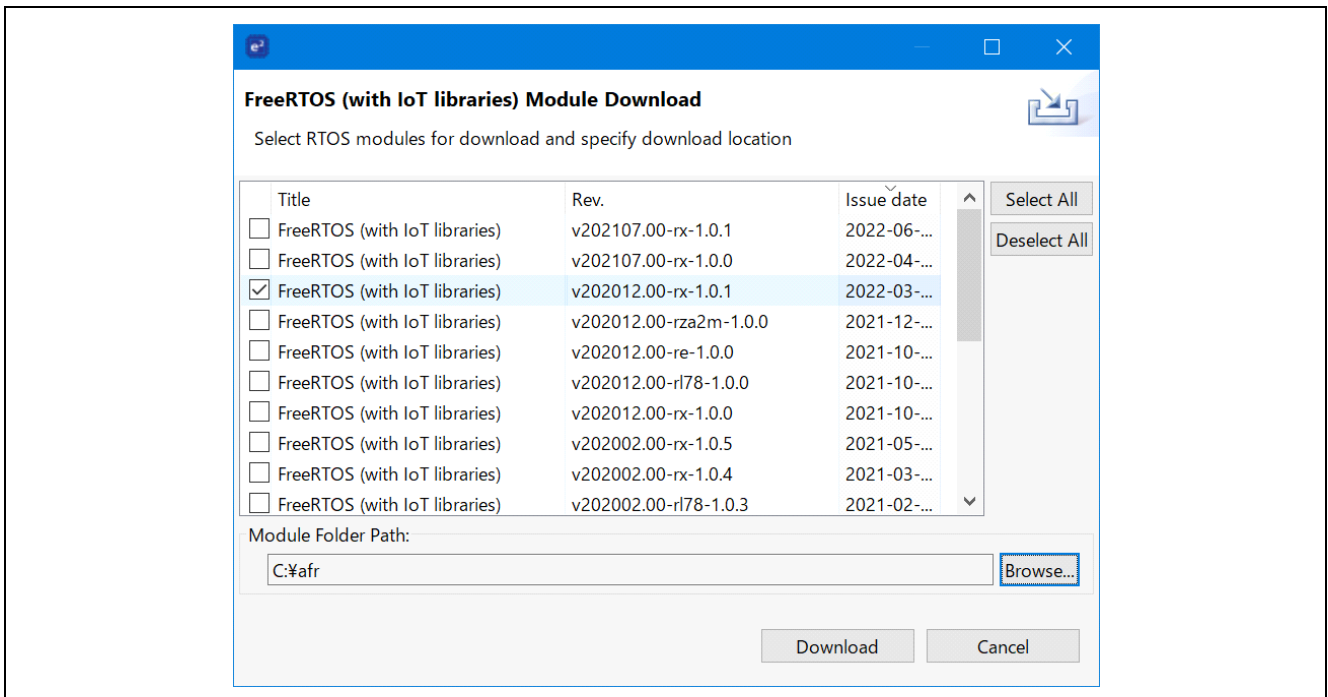 e²
FreeRTOS (with IoT libraries) Module Download
Select RTOS modules for download and specify download location
Title Rev. Issue date
FreeRTOS (with IoT libraries) v202107.00-rx-1.0.1 2022-06-...
FreeRTOS (with IoT libraries) v202107.00-rx-1.0.0 2022-04-...
FreeRTOS (with IoT libraries) v202012.00-rx-1.0.1 2022-03-...
FreeRTOS (with IoT libraries) v202012.00-rza2m-1.0.0 2021-12-...
FreeRTOS (with IoT libraries) v202012.00-re-1.0.0 2021-10-...
FreeRTOS (with IoT libraries) v202012.00-rl78-1.0.0 2021-10-...
FreeRTOS (with IoT libraries) v202012.00-rx-1.0.0 2021-10-...
FreeRTOS (with IoT libraries) v202002.00-rx-1.0.5 2021-05-...
FreeRTOS (with IoT libraries) v202002.00-rx-1.0.4 2021-03-...
FreeRTOS (with IoT libraries) v202002.00-rl78-1.0.3 2021-02-...
Select All
Deselect All
Module Folder Path:
C:¥afr Browse...
Download Cancel